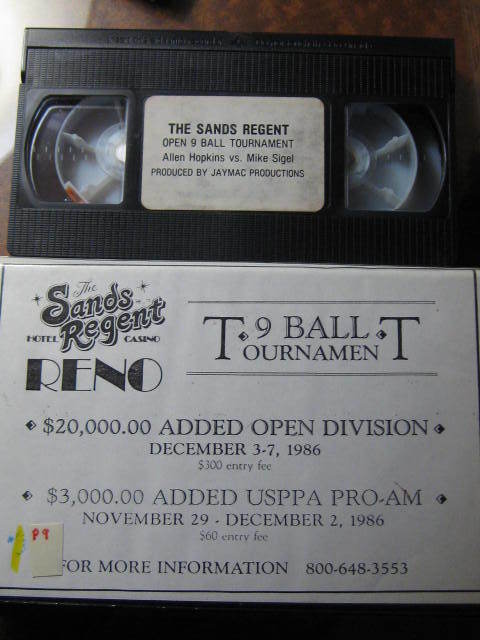 THE SANDS REGENT
OPEN 9 BALL TOURNAMENT
Allen Hopkins vs. Mike Sigel
PRODUCED BY JAYMAC PRODUCTIONS
The
Sands
Regent
HOTEL CASINO
RENO
9 BALL
TOURNAMENT
$20,000.00 ADDED OPEN DIVISION
DECEMBER 3-7, 1986
$300 entry fee
$3,000.00 ADDED USPPA PRO-AM
NOVEMBER 29 - DECEMBER 2, 1986
$60 entry fee
P9
FOR MORE INFORMATION 800-648-3553